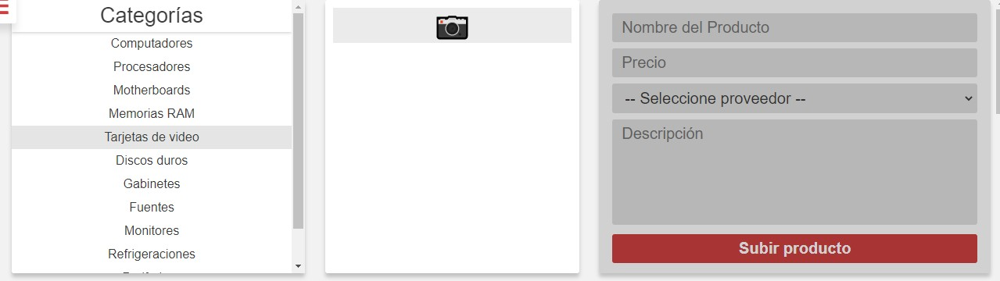 Categorías
Computadores
Procesadores
Motherboards
Memorias RAM
Tarjetas de video
Discos duros
Gabinetes
Fuentes
Monitores
Refrigeraciones
Nombre del Producto
Precio
-- Seleccione proveedor --
Descripción
Subir producto